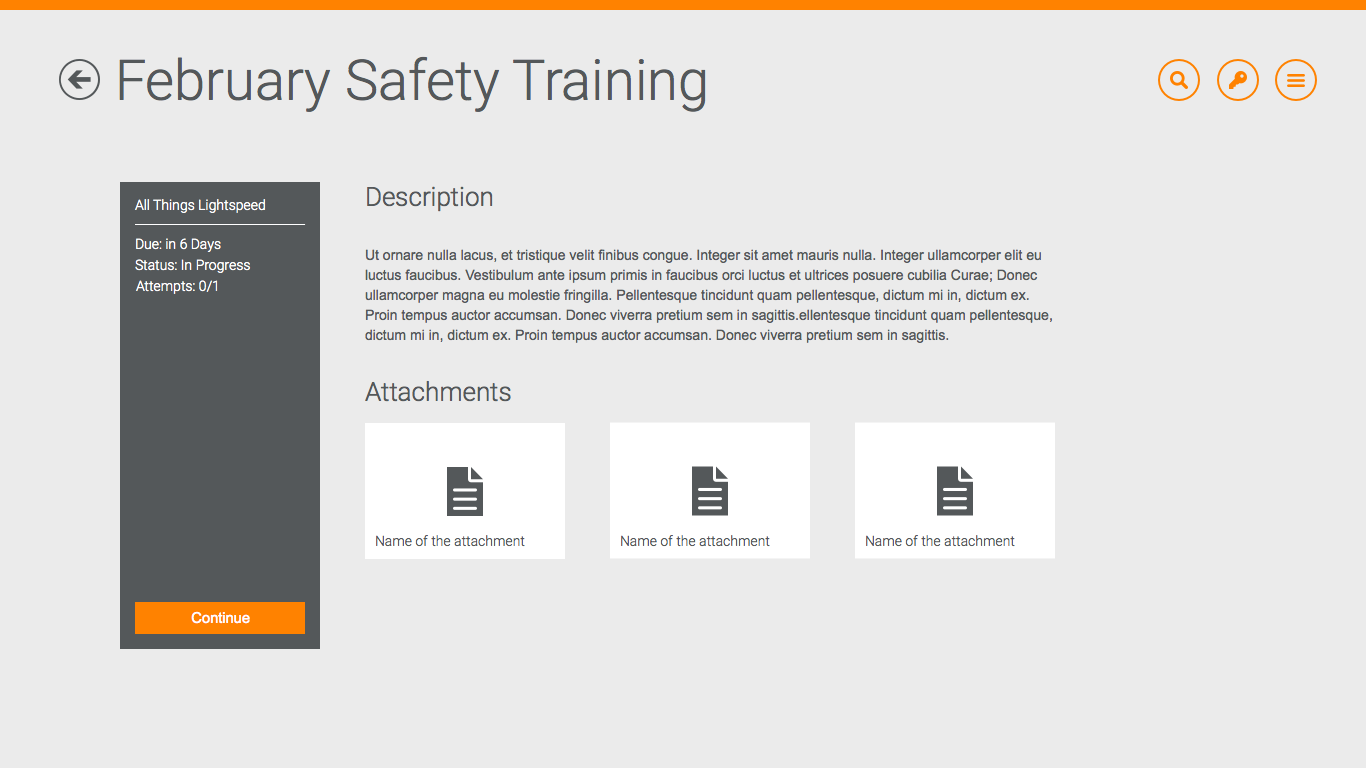 February Safety Training
All Things Lightspeed
Due: in 6 Days
Status: In Progress
Attempts: 0/1
Continue
Description
Ut ornare nulla lacus, et tristique velit finibus congue. Integer sit amet mauris nulla. Integer ullamcorper elit eu
luctus faucibus. Vestibulum ante ipsum primis in faucibus orci luctus et ultrices posuere cubilia Curae; Donec
ullamcorper magna eu molestie fringilla. Pellentesque tincidunt quam pellentesque, dictum mi in, dictum ex.
Proin tempus auctor accumsan. Donec viverra pretium sem in sagittis.ellentesque tincidunt quam pellentesque,
dictum mi in, dictum ex. Proin tempus auctor accumsan. Donec viverra pretium sem in sagittis.
Attachments
Name of the attachment
Name of the attachment
Name of the attachment